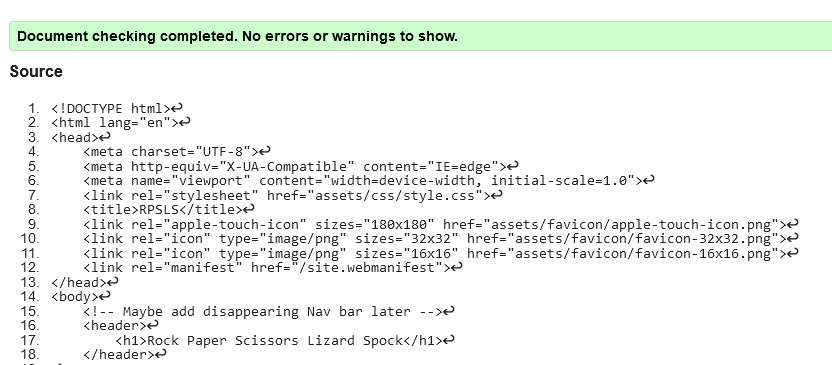 Document checking completed. No errors or warnings to show.
Source
1. <!DOCTYPE html>↩
2. <html lang="en">↩
3. <head>↩
4.     <meta charset="UTF-8">↩
5.     <meta http-equiv="X-UA-Compatible" content="IE=edge">↩
6.     <meta name="viewport" content="width=device-width, initial-scale=1.0">↩
7.     <link rel="stylesheet" href="assets/css/style.css">↩
8.     <title>RPSLS</title>↩
9.     <link rel="apple-touch-icon" sizes="180x180" href="assets/favicon/apple-touch-icon.png">↩
10.     <link rel="icon" type="image/png" sizes="32x32" href="assets/favicon/favicon-32x32.png">↩
11.     <link rel="icon" type="image/png" sizes="16x16" href="assets/favicon/favicon-16x16.png">↩
12.     <link rel="manifest" href="/site.webmanifest">↩
13. </head>↩
14. <body>↩
15.     <!-- Maybe add disappearing Nav bar later -->↩
16.     <header>↩
17.         <h1>Rock Paper Scissors Lizard Spock</h1>↩
18.     </header>↩